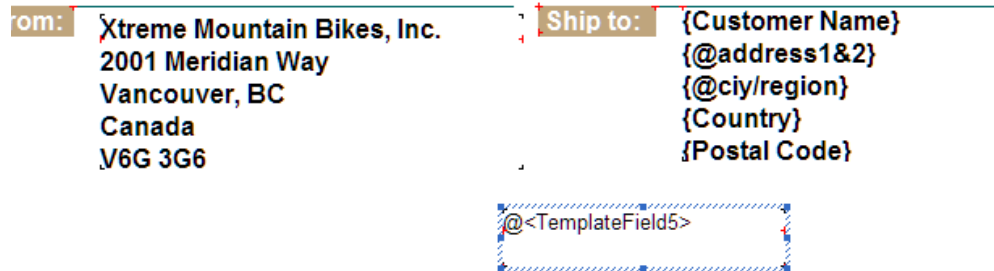 rom:
Xtreme Mountain Bikes, Inc.
2001 Meridian Way
Vancouver, BC
Canada
V6G 3G6
Ship to:
{Customer Name}
{@address1&2}
{@ciy/region}
{Country}
{Postal Code}
@<TemplateField5>